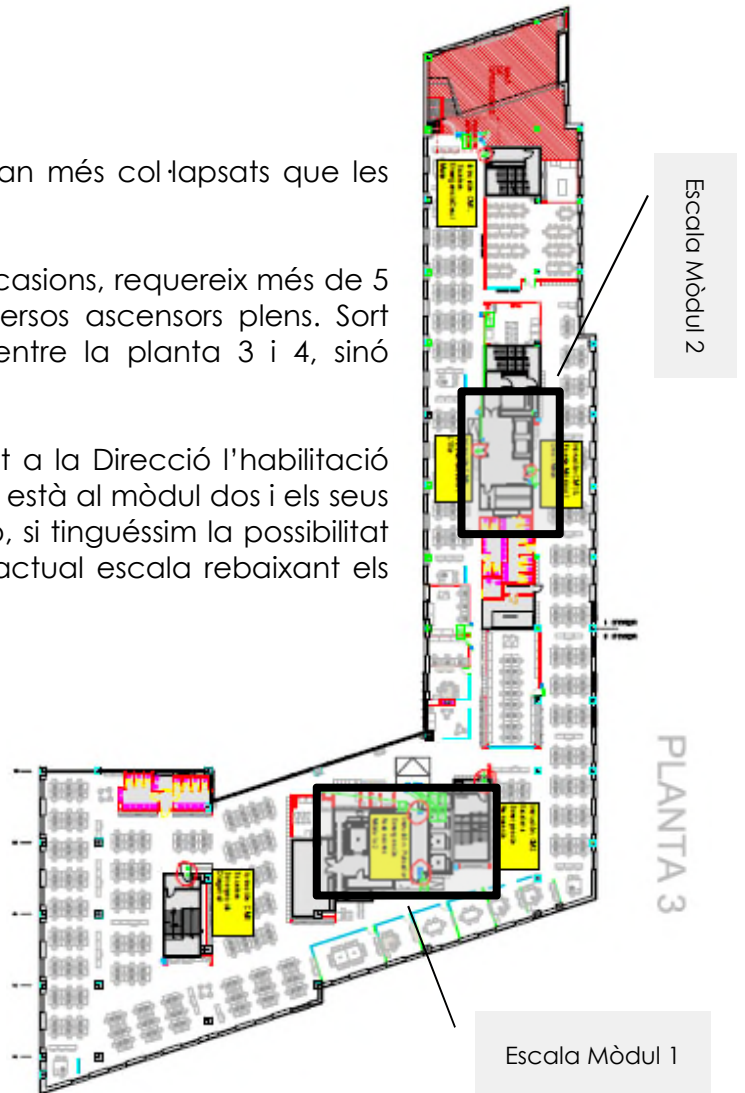 an més col·lapsats que les
casions, requereix més de 5
ersos ascensors plens. Sort
entre la planta 3 i 4, sinó
t a la Direcció l’habilitació
està al mòdul dos i els seus
o, si tinguéssim la possibilitat
actual escala rebaixant els
Escala Mòdul 2
PLANTA 3
Escala Mòdul 1